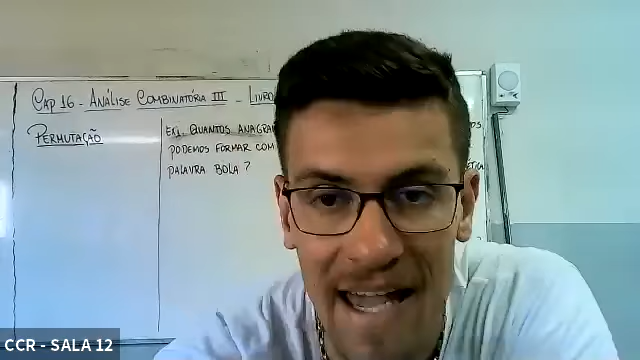 CAP 16 - ANÁLISE COMBINATÓRIA III - LIVRO
PERMUTAÇÃO
EX1. QUANTOS ANAGRA
PODEMOS FORMAR COM
PALAVRA BOLA?
CCR - SALA 12